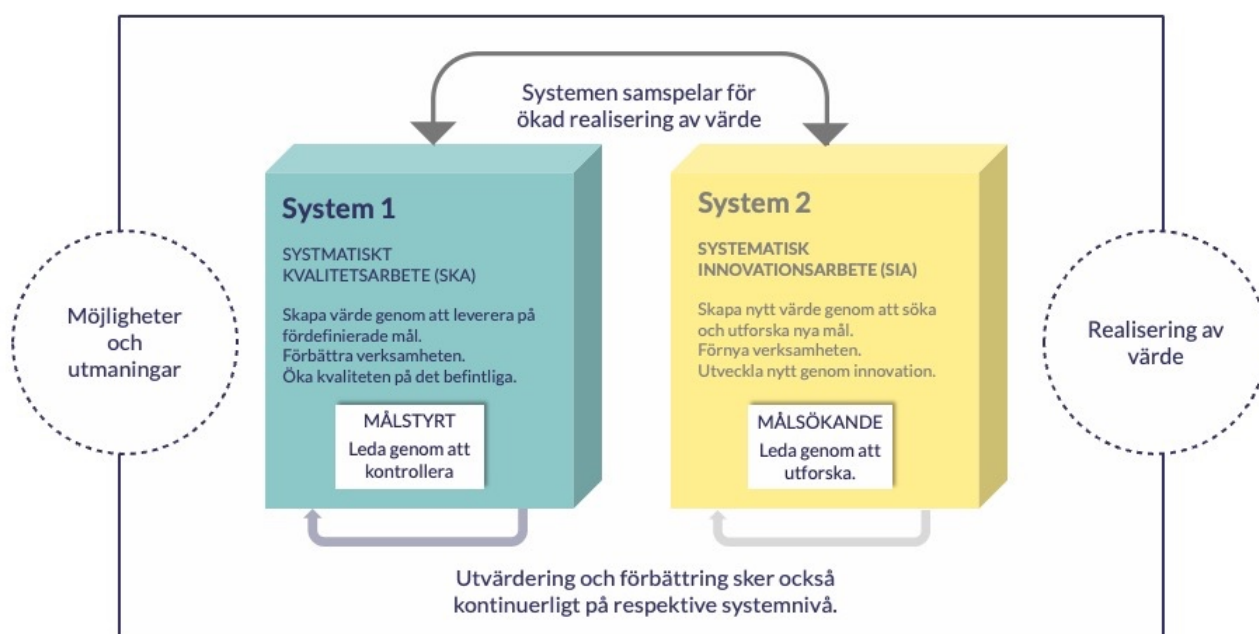 Systemen samspelar för
ökad realisering av värde
Möjligheter
och
utmaningar
System 1
SYSTMATISKT
KVALITETSARBETE (SKA)
Skapa värde genom att leverera på
fördefinierade mål.
Förbättra verksamheten.
Öka kvaliteten på det befintliga.
MÅLSTYRT
Leda genom att
kontrollera
System 2
SYSTEMATISK
INNOVATIONSARBETE (SIA)
Skapa nytt värde genom att söka
och utforska nya mål.
Förnya verksamheten.
Utveckla nytt genom innovation.
MÅLSÖKANDE
Leda genom att
utforska.
Realisering av
värde
Utvärdering och förbättring sker också
kontinuerligt på respektive systemnivå.